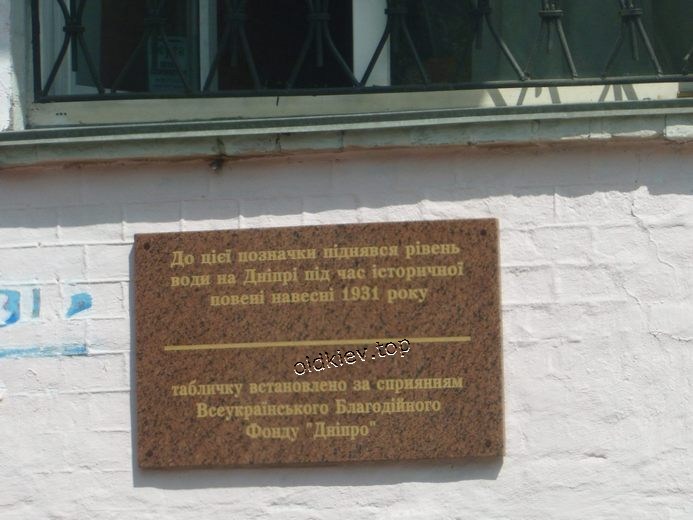 До цієї позначки піднявся рівень
води на Дніпрі під час історичної
повені навесні 1931 року
oldkiev.top
табличку встановлено за сприянням
Всеукраїнського Благодійного
Фонду "Дніпро"